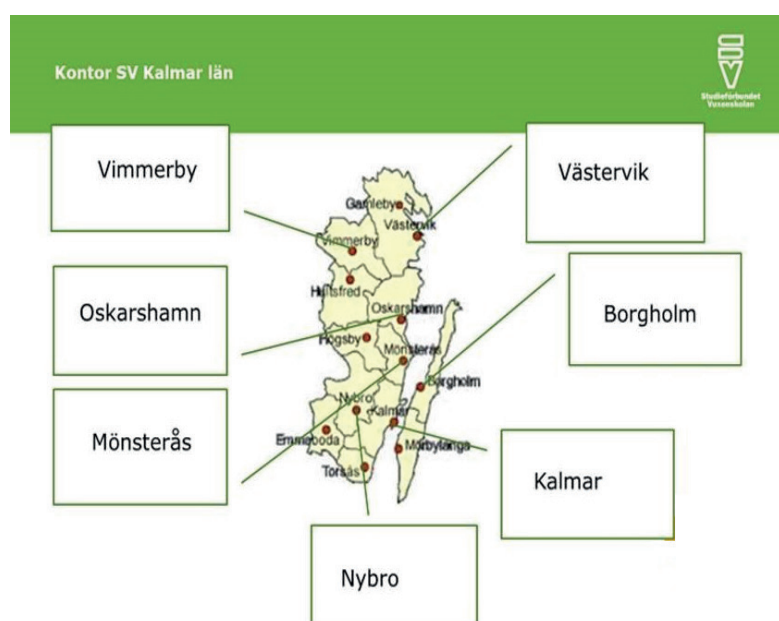 Kontor SV Kalmar län
Studieförbundet
Vuxenskolan
Vimmerby
Västervik
Oskarshamn
Borgholm
Mönsterås
Kalmar
Nybro
Gamleby
Västervik
Vimmerby
Hultsfred
Oskarshamn
Högsby
Mönsterås
Borgholm
Nybro
Kalmar
Emmaboda
Mörbylånga
Torsås